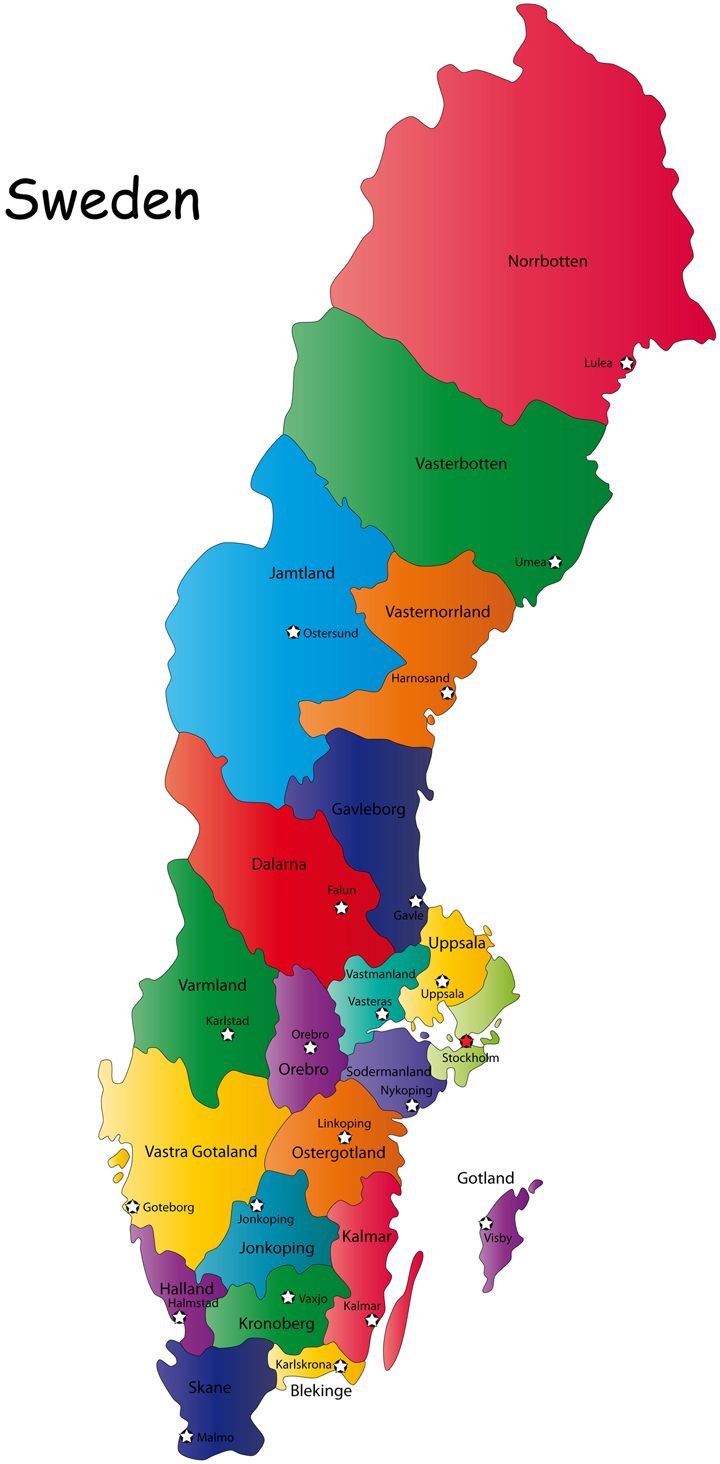 Sweden
Norrbotten
Lulea
Vasterbotten
Umea
Jamtland
Vasternorrland
Ostersund
Harnosand
Gavleborg
Dalarna
Falun
Gavle
Uppsala
Vastmanland
Varmland
Uppsala
Vasteras
Karlstad
Orebro
Stockholm
Orebro
Sodermanland
Nykoping
Linkoping
Vastra Gotaland
Ostergotland
Gotland
Goteborg
Jonkoping
Kalmar
Visby
Jonkoping
Halland
Vaxjo
Halmstad
Kalmar
Kronoberg
Karlskrona
Skane
Blekinge
Malmo